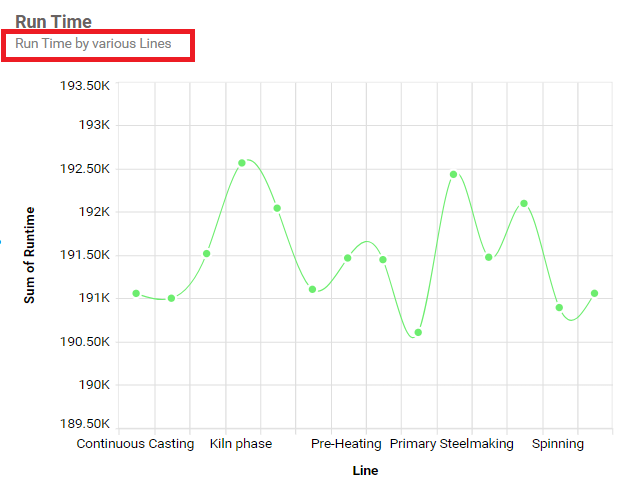 Run Time
Run Time by various Lines
193.50K
193K
192.50K
192K
191.50K
191K
190.50K
190K
189.50K
Sum of Runtime
Continuous Casting Kiln phase Pre-Heating Primary Steelmaking Spinning
Line